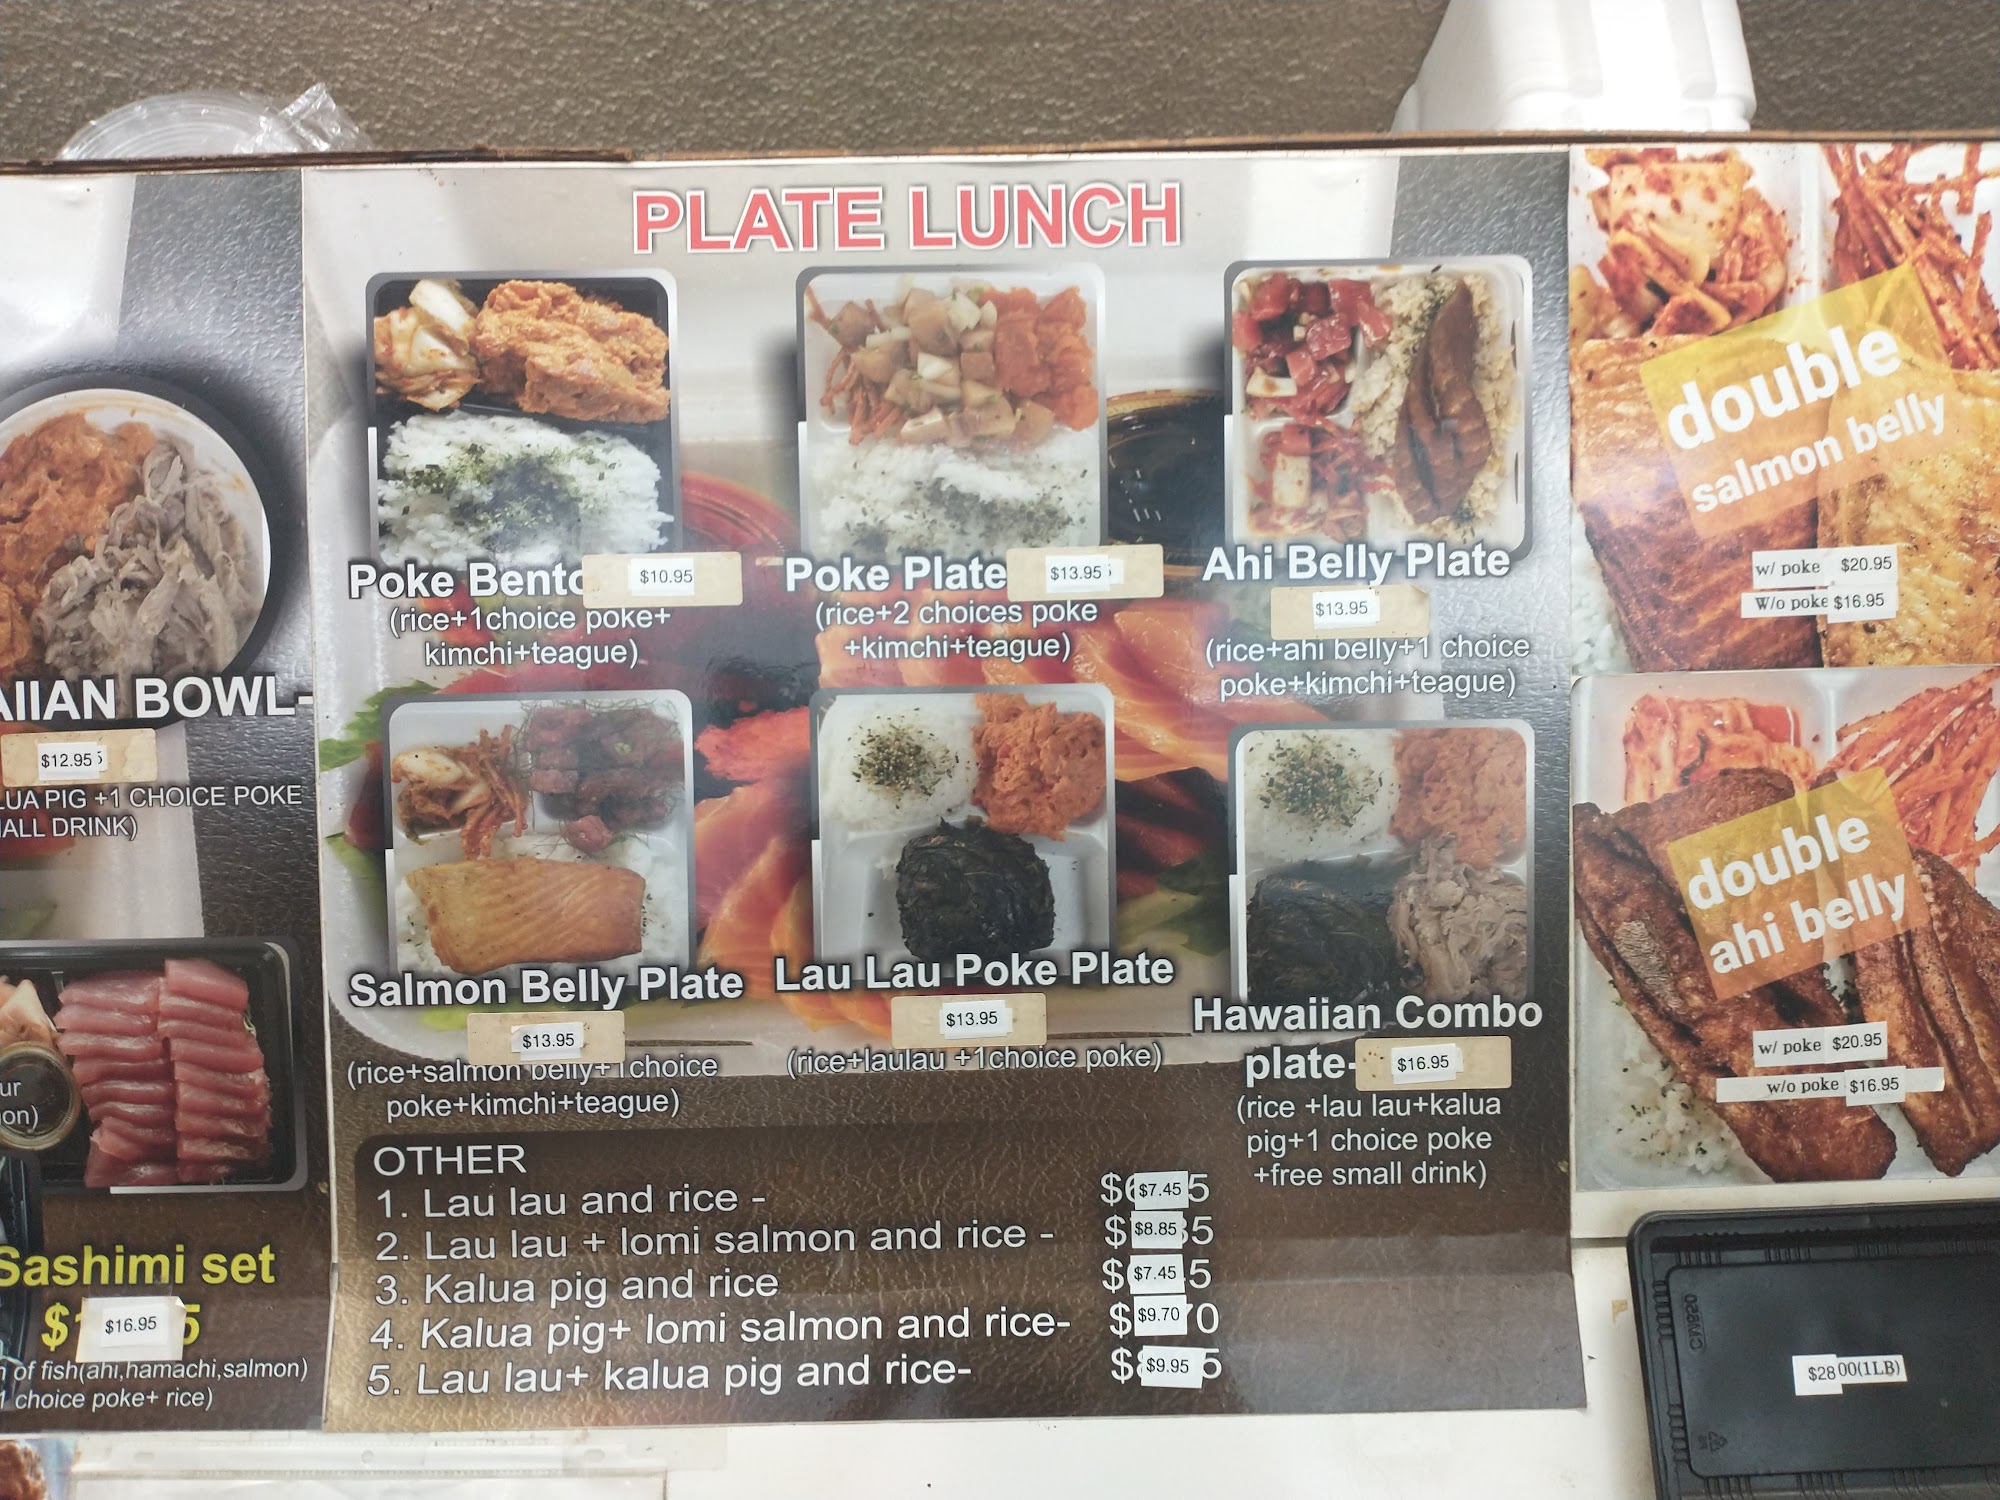 PLATE LUNCH
Poke Bento
$10.95
(rice+1choice poke+
kimchi+teague)
Poke Plate
$13.95
(rice+2 choices poke
+kimchi+teague)
Ahi Belly Plate
$13.95
(rice+ahi belly+1 choice
poke+kimchi+teague)
Salmon Belly Plate
$13.95
(rice+salmon belly+1choice
poke+kimchi+teague)
Lau Lau Poke Plate
$13.95
(rice+laulau +1choice poke)
Hawaiian Combo
plate-
$16.95
(rice +lau lau+kalua
pig+1 choice poke
+free small drink)
OTHER
1. Lau lau and rice - $7.45
2. Lau lau + lomi salmon and rice - $8.85
3. Kalua pig and rice $7.45
4. Kalua pig+ lomi salmon and rice- $9.70
5. Lau lau+ kalua pig and rice- $9.95
AIIAN BOWL-
$12.95
LUA PIG +1 CHOICE POKE
ALL DRINK)
Sashimi set
$16.95
of fish(ahi,hamachi,salmon)
1 choice poke+ rice)
double
salmon belly
w/ poke $20.95
W/o poke $16.95
double
ahi belly
w/ poke $20.95
w/o poke $16.95
$28.00(1LB)